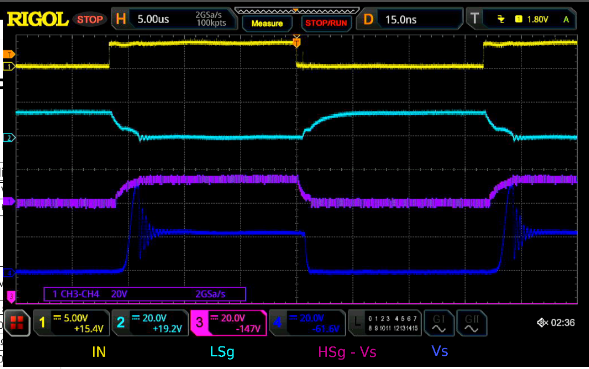 RIGOL STOP H 5.00us 2GSa/s 100kpts Measure STOP/RUN D 15.0ns T 1 1.80V A
T
1
2
1 CH3-CH4 20V 2GSa/s
1 5.00V +15.4V 2 20.0V +19.2V 3 20.0V -147V 4 20.0V -61.6V L 0 1 2 3 4 5 6 7 8 9 10 11 12 13 14 15 GI GII 02:36
IN LSg HSg - Vs Vs